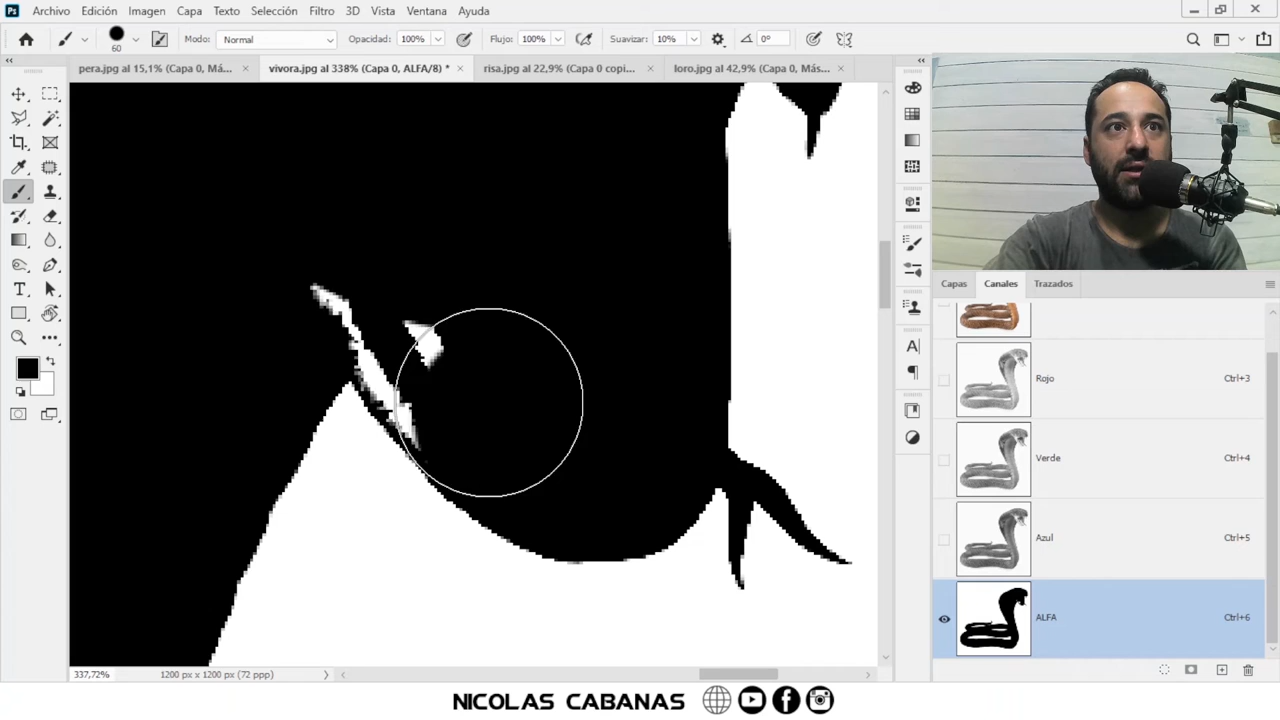 Ps Archivo Edición Imagen Capa Texto Selección Filtro 3D Vista Ventana Ayuda
60 Modo: Normal Opacidad: 100% Flujo: 100% Suavizar: 10% 0°
pera.jpg al 15,1% (Capa 0, Má... × vivora.jpg al 338% (Capa 0, ALFA/8) * × risa.jpg al 22,9% (Capa 0 copi... × loro.jpg al 42,9% (Capa 0, Más... ×
Capas Canales Trazados
Rojo Ctrl+3
Verde Ctrl+4
Azul Ctrl+5
ALFA Ctrl+6
337,72% 1200 px x 1200 px (72 ppp)
NICOLAS CABANAS